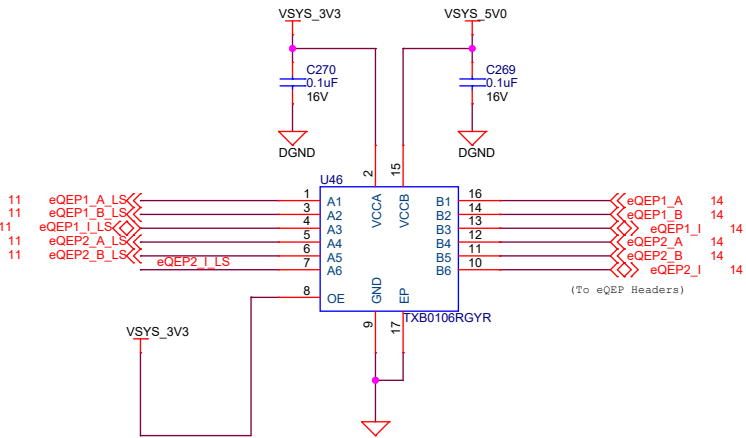 VSYS_3V3 VSYS_5V0
C270 C269
0.1uF 0.1uF
16V 16V
DGND DGND
2 15
U46
11 eQEP1_A_LS 1 A1 VCCA VCCB B1 16 eQEP1_A 14
11 eQEP1_B_LS 3 A2 B2 14 eQEP1_B 14
11 eQEP1_I_LS 4 A3 B3 13 eQEP1_I 14
11 eQEP2_A_LS 5 A4 B4 12 eQEP2_A 14
11 eQEP2_B_LS 6 A5 B5 11 eQEP2_B 14
eQEP2_I_LS 7 A6 B6 10 eQEP2_I 14
(To eQEP Headers)
8 OE GND EP
TXB0106RGYR
9 17
VSYS_3V3